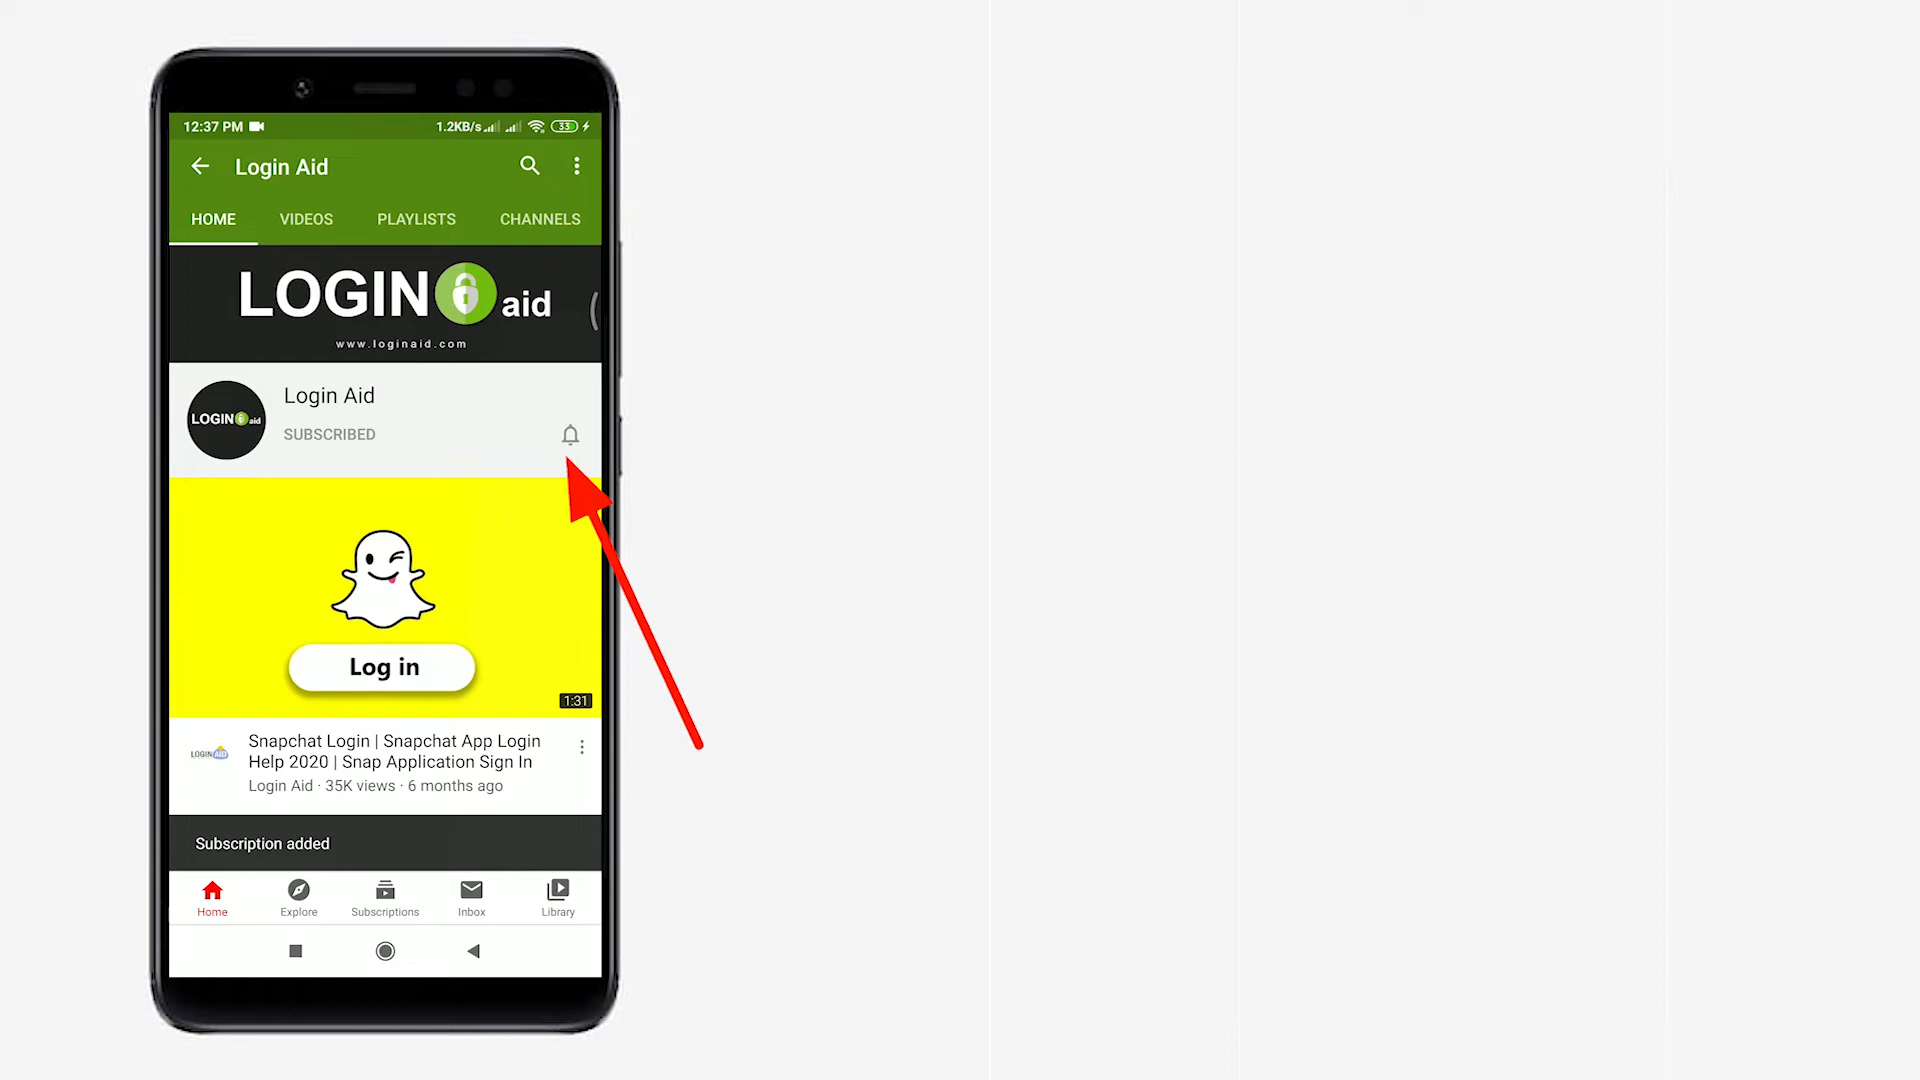 12:37 PM 1.2KB/s 33
Login Aid
HOME VIDEOS PLAYLISTS CHANNELS
LOGIN aid
www.loginaid.com
LOGIN aid
Login Aid
SUBSCRIBED
Log in
1:31
LOGIN AID
Snapchat Login | Snapchat App Login
Help 2020 | Snap Application Sign In
Login Aid · 35K views · 6 months ago
Subscription added
Home Explore Subscriptions Inbox Library